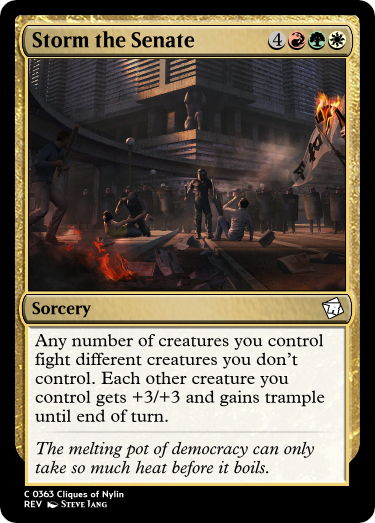 Storm the Senate 4
Sorcery
Any number of creatures you control
fight different creatures you don't
control. Each other creature you
control gets +3/+3 and gains trample
until end of turn.
The melting pot of democracy can only
take so much heat before it boils.
C 0363 Cliques of Nylin
REV Steve Jang